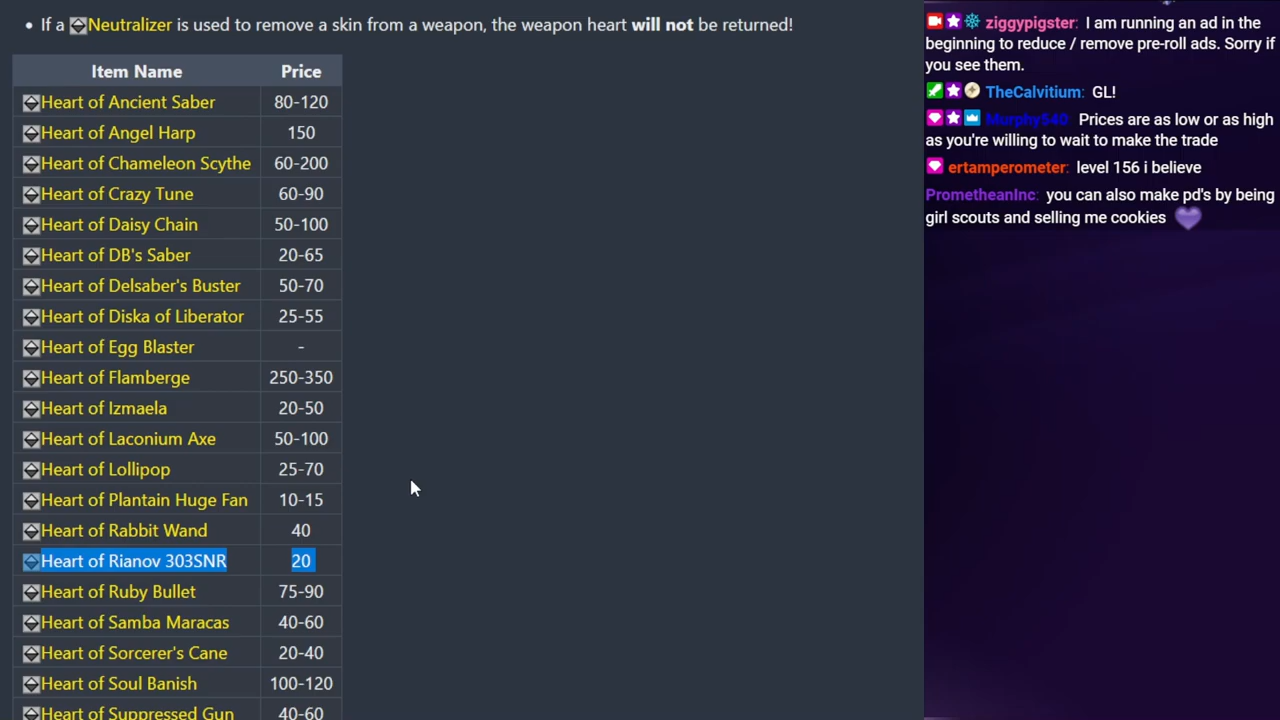 • If a Neutralizer is used to remove a skin from a weapon, the weapon heart will not be returned!
Item Name Price
Heart of Ancient Saber 80-120
Heart of Angel Harp 150
Heart of Chameleon Scythe 60-200
Heart of Crazy Tune 60-90
Heart of Daisy Chain 50-100
Heart of DB's Saber 20-65
Heart of Delsaber's Buster 50-70
Heart of Diska of Liberator 25-55
Heart of Egg Blaster -
Heart of Flamberge 250-350
Heart of Izmaela 20-50
Heart of Laconium Axe 50-100
Heart of Lollipop 25-70
Heart of Plantain Huge Fan 10-15
Heart of Rabbit Wand 40
Heart of Rianov 303SNR 20
Heart of Ruby Bullet 75-90
Heart of Samba Maracas 40-60
Heart of Sorcerer's Cane 20-40
Heart of Soul Banish 100-120
Heart of Suppressed Gun 40-60
ziggypigster: I am running an ad in the
beginning to reduce / remove pre-roll ads. Sorry if
you see them.
TheCalvitium: GL!
Murphy540: Prices are as low or as high
as you're willing to wait to make the trade
ertamperometer: level 156 i believe
PrometheanInc: you can also make pd's by being
girl scouts and selling me cookies